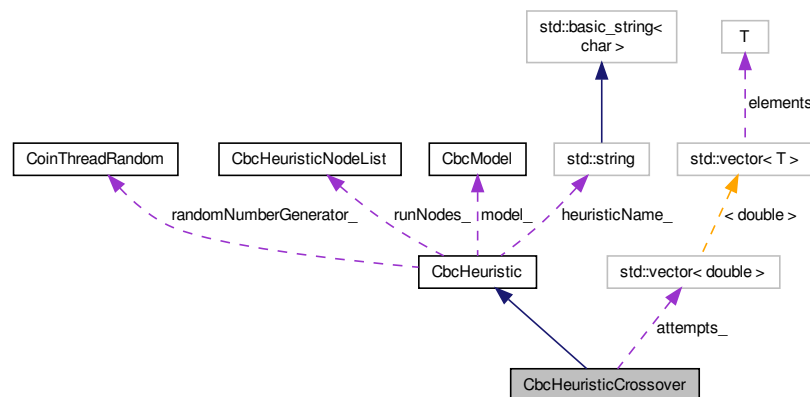 std::basic_string<
char >
T
elements
CoinThreadRandom
CbcHeuristicNodeList
CbcModel
std::string
std::vector< T >
randomNumberGenerator_
runNodes_
model_
heuristicName_
< double >
CbcHeuristic
std::vector< double >
attempts_
CbcHeuristicCrossover